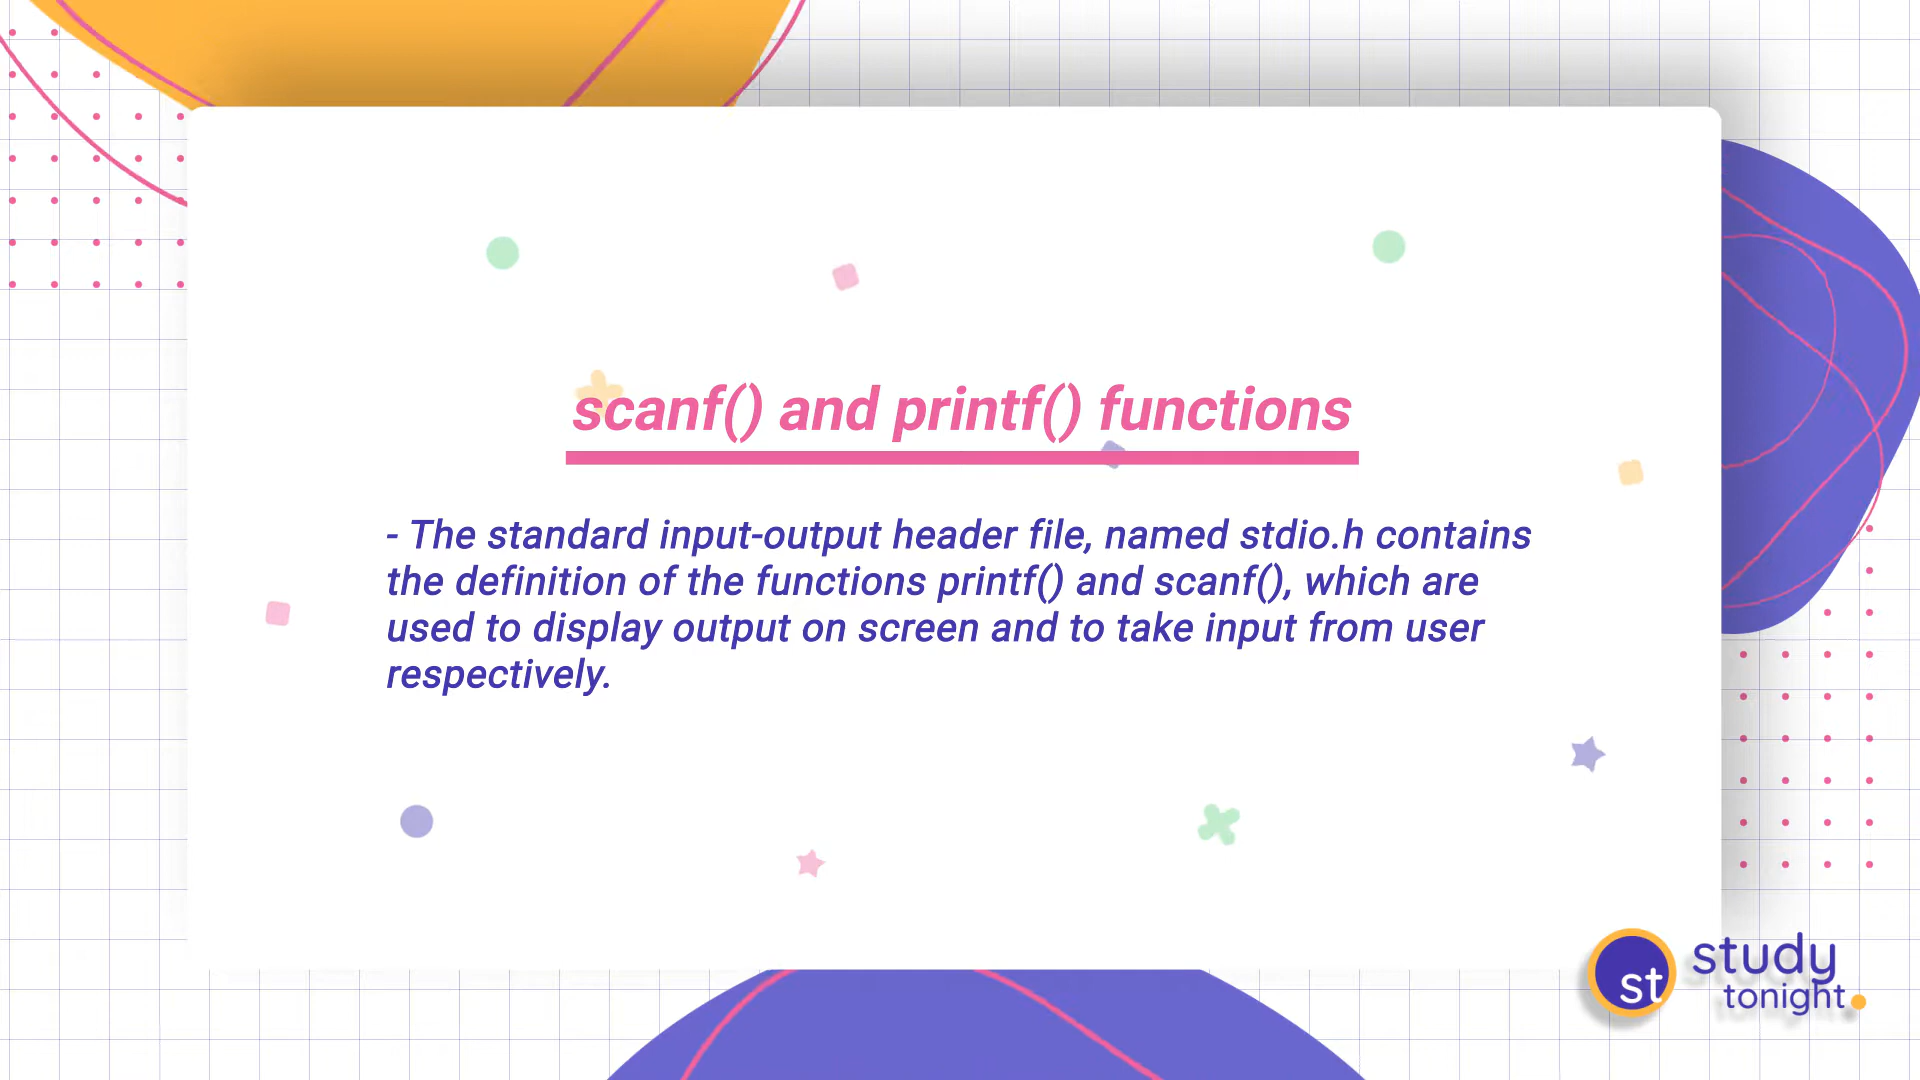 scanf() and printf() functions
- The standard input-output header file, named stdio.h contains
the definition of the functions printf() and scanf(), which are
used to display output on screen and to take input from user
respectively.
st
study
tonight